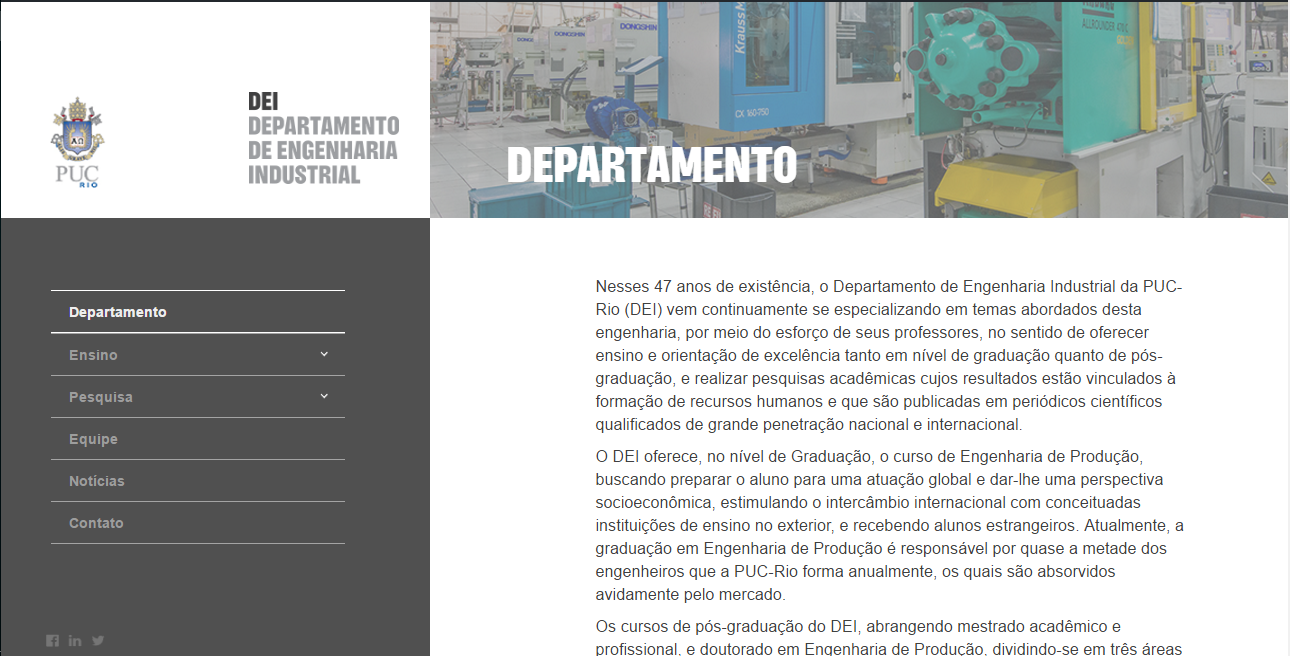 PUC
RIO
DEI
DEPARTAMENTO
DE ENGENHARIA
INDUSTRIAL
DONGSHIN
DONGSHIN
KraussM
CX 160-750
ALLROUNDER
DEPARTAMENTO
Departamento
Ensino
Pesquisa
Equipe
Notícias
Contato
Nesses 47 anos de existência, o Departamento de Engenharia Industrial da PUC-
Rio (DEI) vem continuamente se especializando em temas abordados desta
engenharia, por meio do esforço de seus professores, no sentido de oferecer
ensino e orientação de excelência tanto em nível de graduação quanto de pós-
graduação, e realizar pesquisas acadêmicas cujos resultados estão vinculados à
formação de recursos humanos e que são publicadas em periódicos científicos
qualificados de grande penetração nacional e internacional.
O DEI oferece, no nível de Graduação, o curso de Engenharia de Produção,
buscando preparar o aluno para uma atuação global e dar-lhe uma perspectiva
socioeconômica, estimulando o intercâmbio internacional com conceituadas
instituições de ensino no exterior, e recebendo alunos estrangeiros. Atualmente, a
graduação em Engenharia de Produção é responsável por quase a metade dos
engenheiros que a PUC-Rio forma anualmente, os quais são absorvidos
avidamente pelo mercado.
Os cursos de pós-graduação do DEI, abrangendo mestrado acadêmico e
profissional, e doutorado em Engenharia de Produção, dividindo-se em três áreas